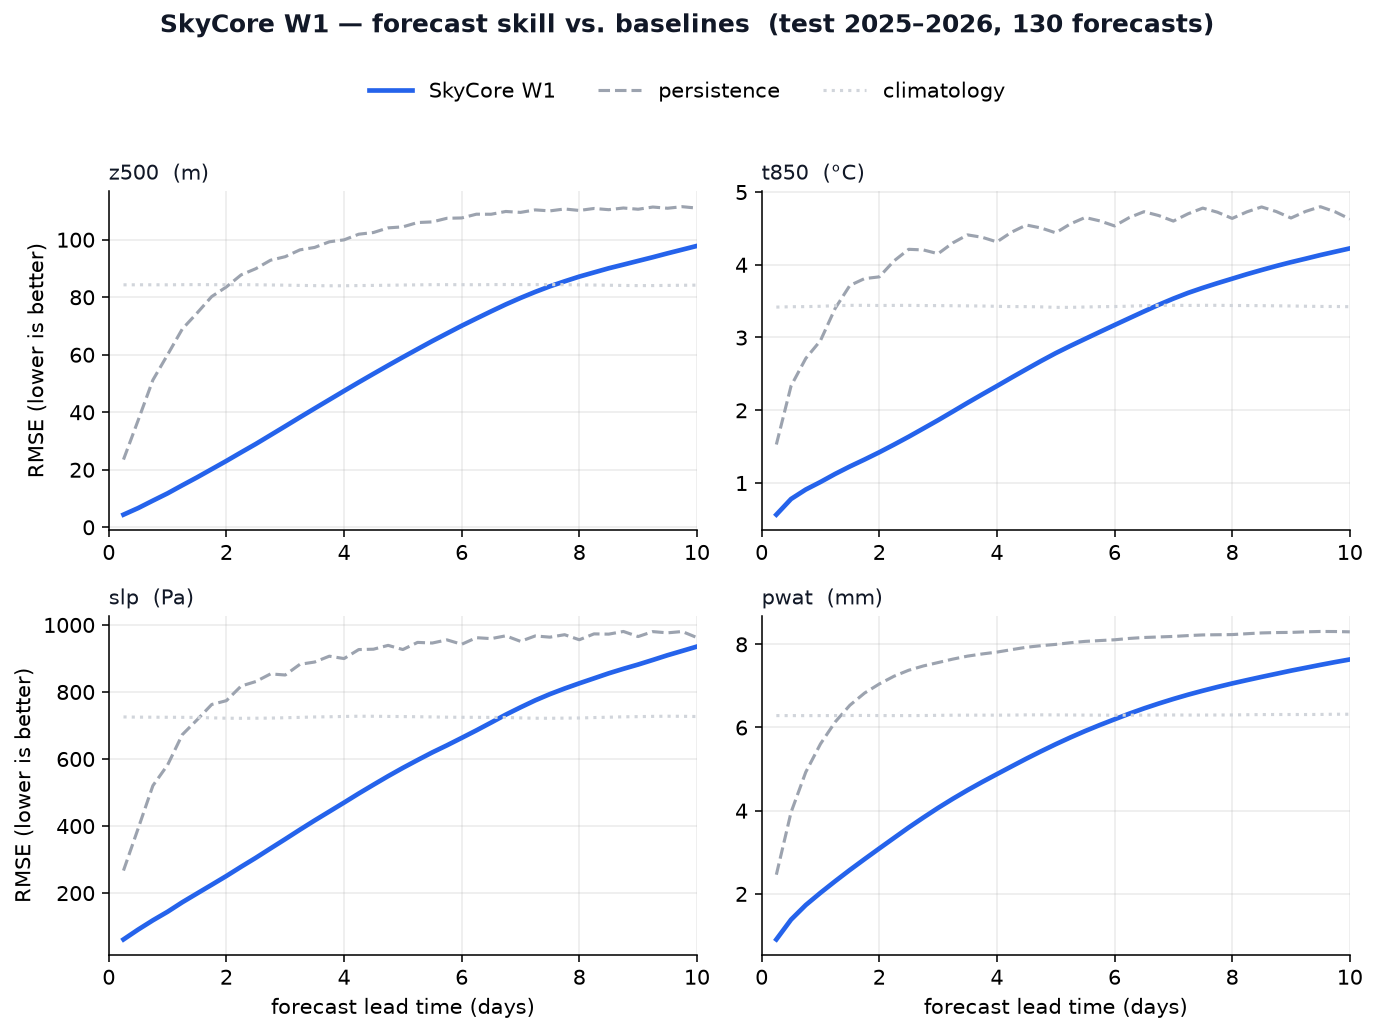 SkyCore W1 — forecast skill vs. baselines (test 2025–2026, 130 forecasts)
SkyCore W1 persistence climatology
z500 (m)
RMSE (lower is better)
100
80
60
40
20
0
0 2 4 6 8 10
t850 (°C)
5
4
3
2
1
0 2 4 6 8 10
slp (Pa)
RMSE (lower is better)
1000
800
600
400
200
0 2 4 6 8 10
forecast lead time (days)
pwat (mm)
8
6
4
2
0 2 4 6 8 10
forecast lead time (days)